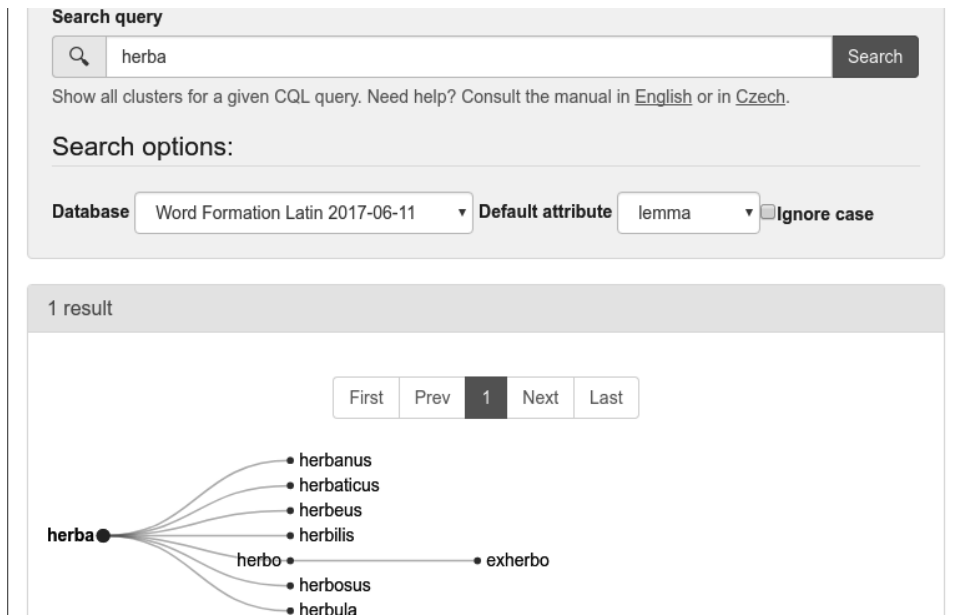 Search query
herba
Search
Show all clusters for a given CQL query. Need help? Consult the manual in English or in Czech.
Search options:
Database Word Formation Latin 2017-06-11 Default attribute lemma Ignore case
1 result
First Prev 1 Next Last
herbanus
herbaticus
herbeus
herba herbilis
herbo exherbo
herbosus
herbula